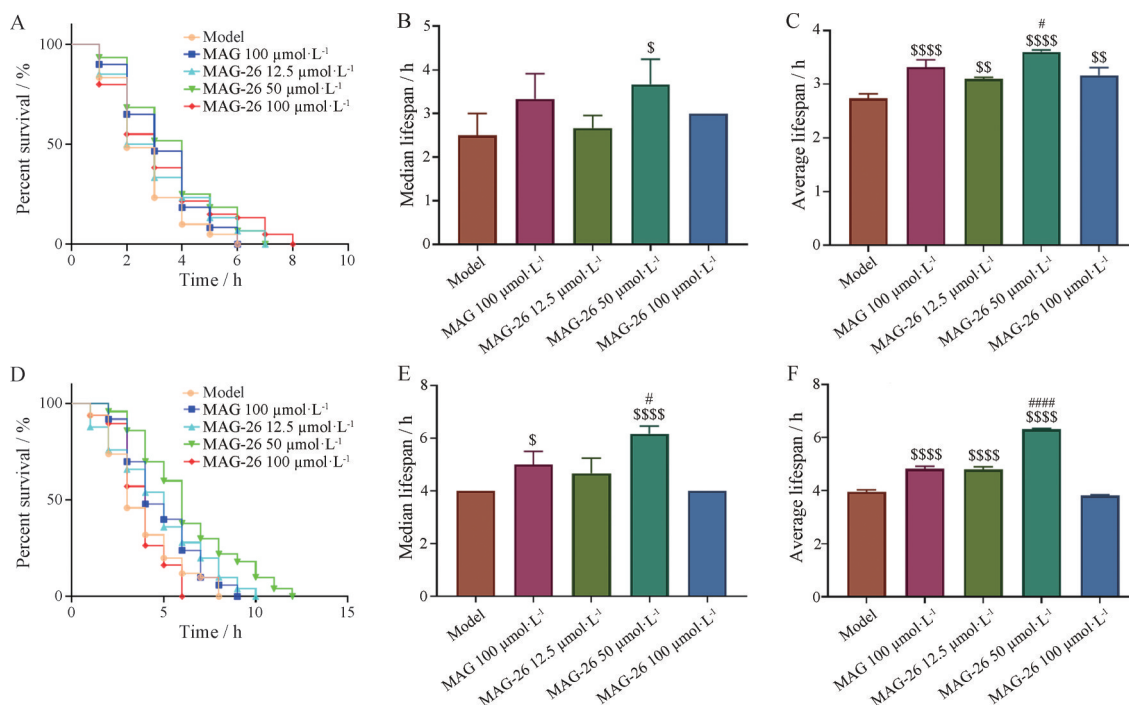 A
Percent survival / %
100
50
0
0 2 4 6 8 10
Time / h
Model
MAG 100 μmol·L⁻¹
MAG-26 12.5 μmol·L⁻¹
MAG-26 50 μmol·L⁻¹
MAG-26 100 μmol·L⁻¹
B
Median lifespan / h
5
4
3
2
1
0
$
Model
MAG 100 μmol·L⁻¹
MAG-26 12.5 μmol·L⁻¹
MAG-26 50 μmol·L⁻¹
MAG-26 100 μmol·L⁻¹
C
Average lifespan / h
4
3
2
1
0
$$$$
$$
#
$$$$
$$
Model
MAG 100 μmol·L⁻¹
MAG-26 12.5 μmol·L⁻¹
MAG-26 50 μmol·L⁻¹
MAG-26 100 μmol·L⁻¹
D
Percent survival / %
100
50
0
0 5 10 15
Time / h
Model
MAG 100 μmol·L⁻¹
MAG-26 12.5 μmol·L⁻¹
MAG-26 50 μmol·L⁻¹
MAG-26 100 μmol·L⁻¹
E
Median lifespan / h
8
6
4
2
0
$
#
$$$$
Model
MAG 100 μmol·L⁻¹
MAG-26 12.5 μmol·L⁻¹
MAG-26 50 μmol·L⁻¹
MAG-26 100 μmol·L⁻¹
F
Average lifespan / h
8
6
4
2
0
$$$$
$$$$
####
$$$$
Model
MAG 100 μmol·L⁻¹
MAG-26 12.5 μmol·L⁻¹
MAG-26 50 μmol·L⁻¹
MAG-26 100 μmol·L⁻¹